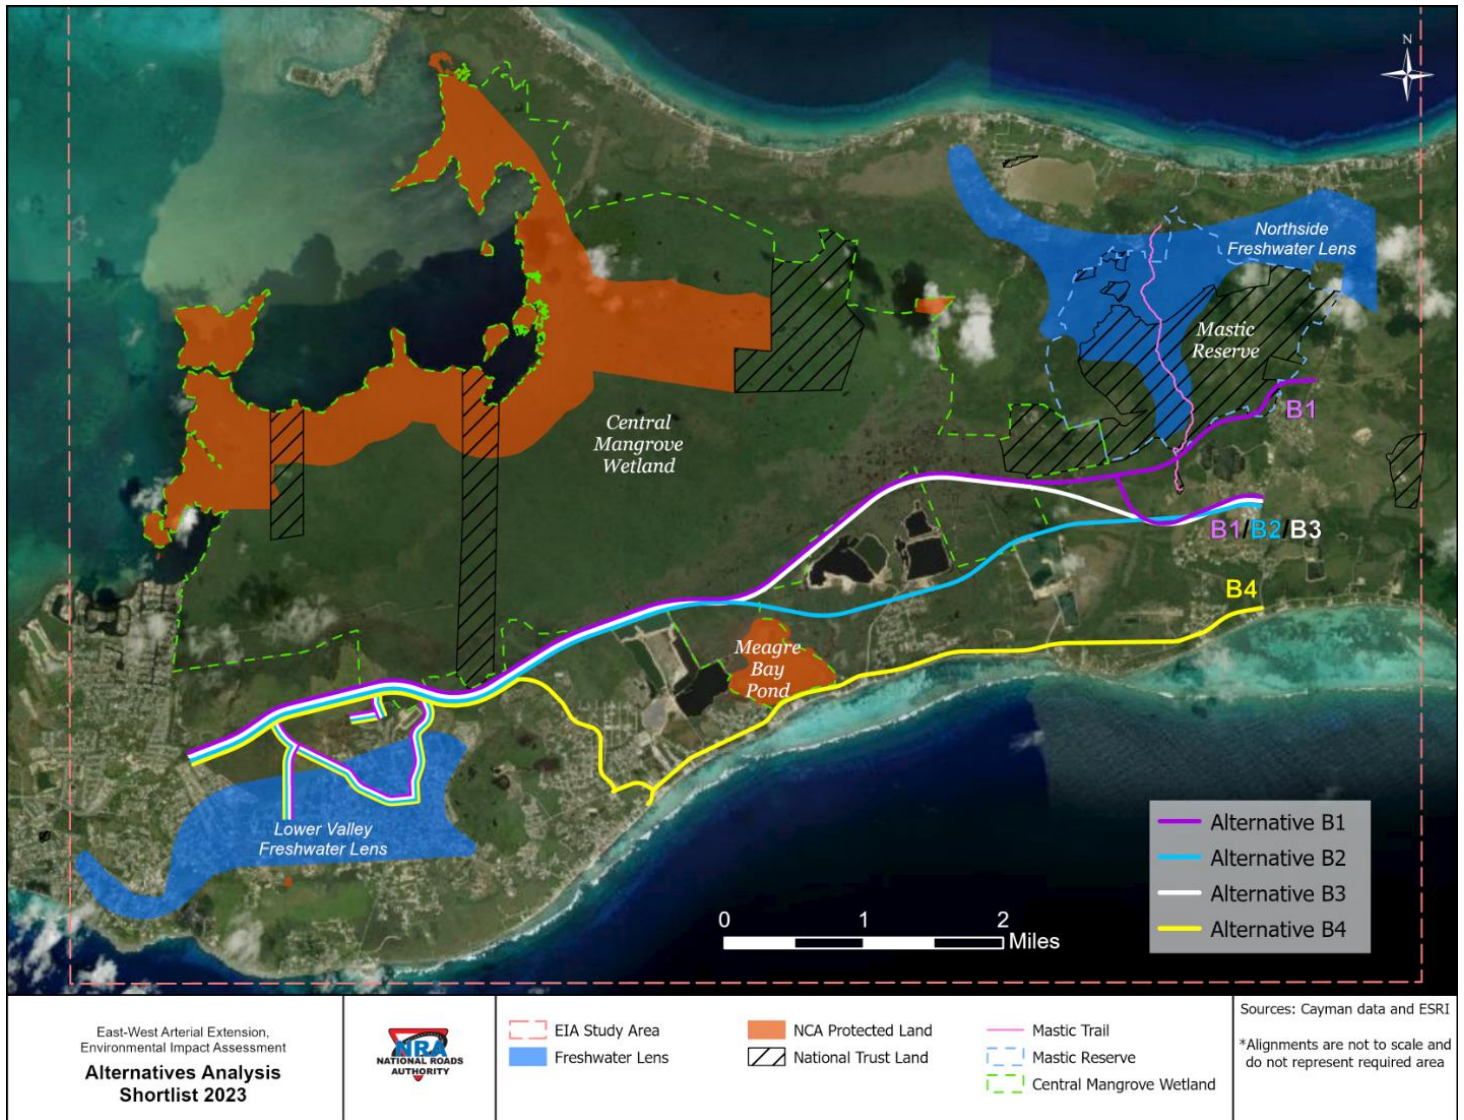 N
Northside
Freshwater Lens
Mastic
Reserve
B1
Central
Mangrove
Wetland
B1/B2/B3
B4
Meagre
Bay
Pond
Lower Valley
Freshwater Lens
0 1 2
Miles
Alternative B1
Alternative B2
Alternative B3
Alternative B4
East-West Arterial Extension,
Environmental Impact Assessment
Alternatives Analysis
Shortlist 2023
NRA
NATIONAL ROADS
AUTHORITY
EIA Study Area
Freshwater Lens
NCA Protected Land
National Trust Land
Mastic Trail
Mastic Reserve
Central Mangrove Wetland
Sources: Cayman data and ESRI
*Alignments are not to scale and
do not represent required area